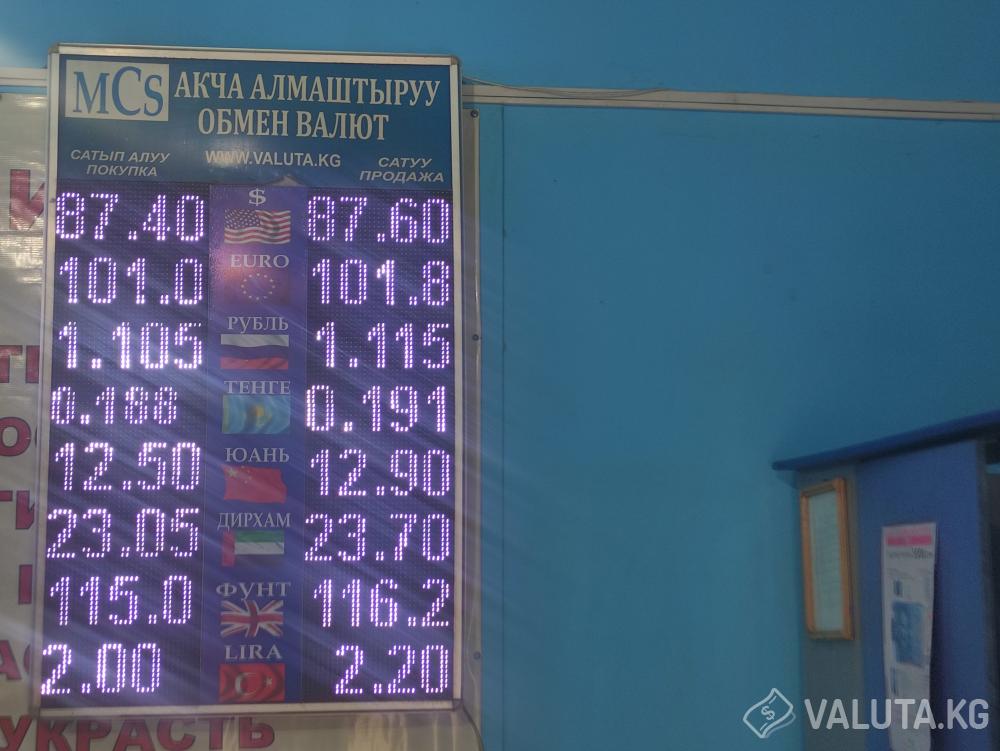 MCs
АКЧА АЛМАШТЫРУУ
ОБМЕН ВАЛЮТ
САТЫП АЛУУ
ПОКУПКА
WWW.VALUTA.KG
САТУУ
ПРОДАЖА
$
87.40 87.60
EURO
101.0 101.8
РУБЛЬ
1.105 1.115
ТЕНГЕ
0.188 0.191
ЮАНЬ
12.50 12.90
ДИРХАМ
23.05 23.70
ФУНТ
115.0 116.2
LIRA
2.00 2.20
УКРАСТЬ
VALUTA.KG